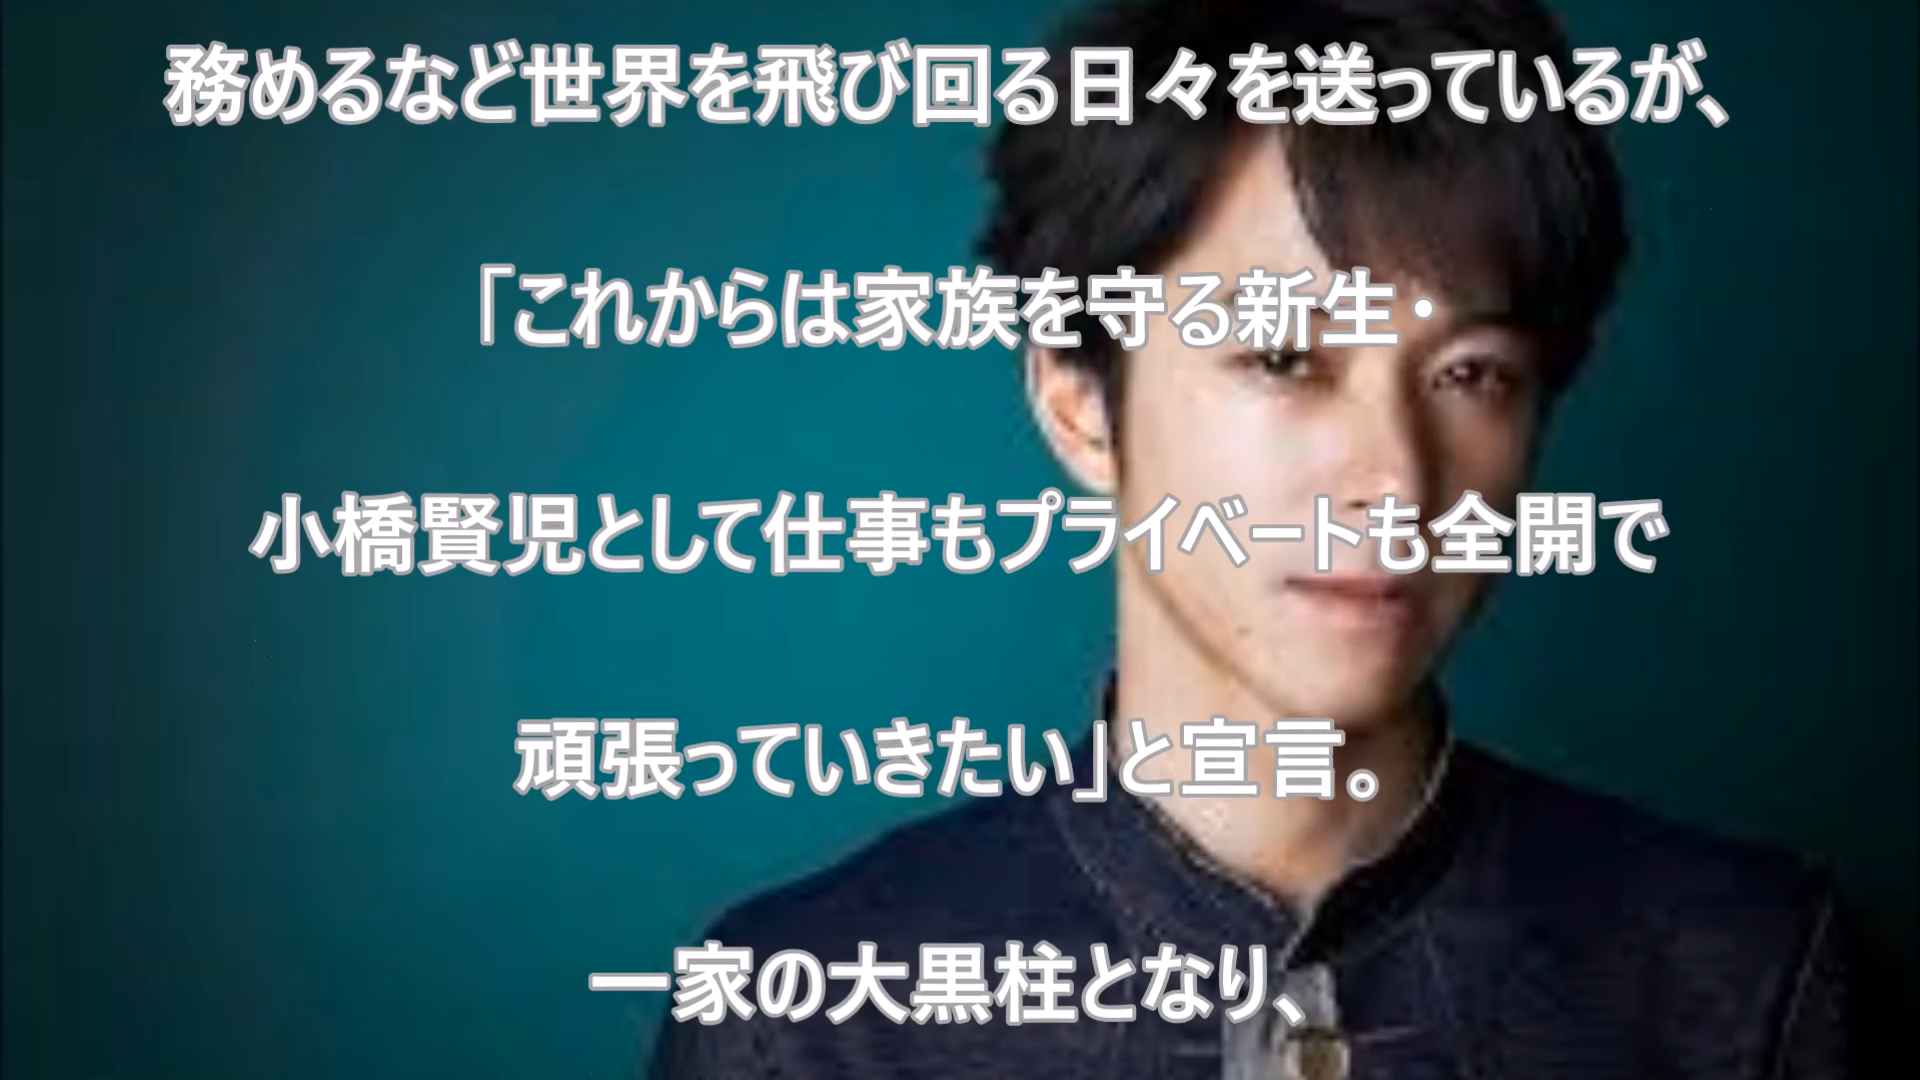 務めるなど世界を飛び回る日々を送っているが、
「これからは家族を守る新生・
小橋賢児として仕事もプライベートも全開で
頑張っていきたい」と宣言。
一家の大黒柱となり、